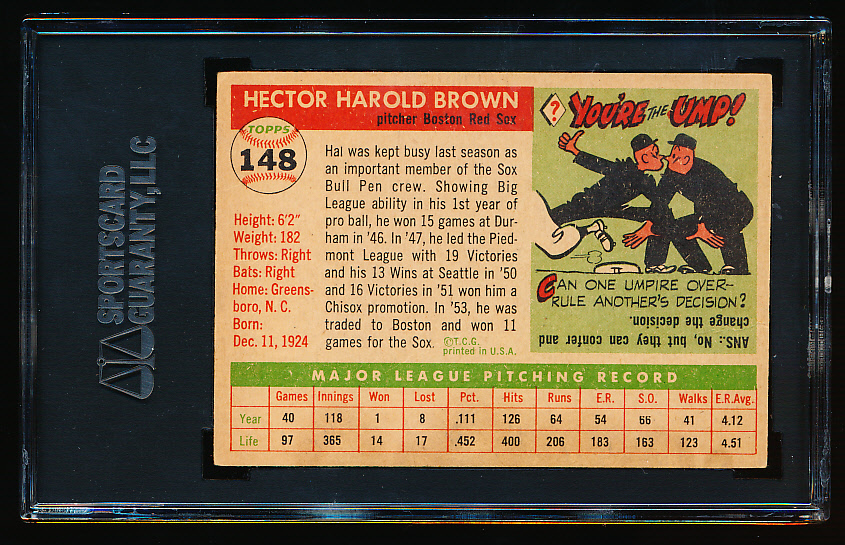 SPORTSCARD
GUARANTY, LLC
HECTOR HAROLD BROWN
pitcher Boston Red Sox
TOPPS
148
Height: 6'2"
Weight: 182
Throws: Right
Bats: Right
Home: Greens-
boro, N. C.
Born:
Dec. 11, 1924
Hal was kept busy last season as
an important member of the Sox
Bull Pen crew. Showing Big
League ability in his 1st year of
pro ball, he won 15 games at Dur-
ham in '46. In '47, he led the Pied-
mont League with 19 Victories
and his 13 Wins at Seattle in '50
and 16 Victories in '51 won him a
Chisox promotion. In '53, he was
traded to Boston and won 11
games for the Sox.
©T.C.G.
printed in U.S.A.
? YOU'RE THE UMP!
CAN ONE UMPIRE OVER-
RULE ANOTHER'S DECISION?
ANS.: No, but they can confer and
change the decision.
MAJOR LEAGUE PITCHING RECORD
Games Innings Won Lost Pct. Hits Runs E.R. S.O. Walks E.R.Avg.
Year 40 118 1 8 .111 126 64 54 66 41 4.12
Life 97 365 14 17 .452 400 206 183 163 123 4.51